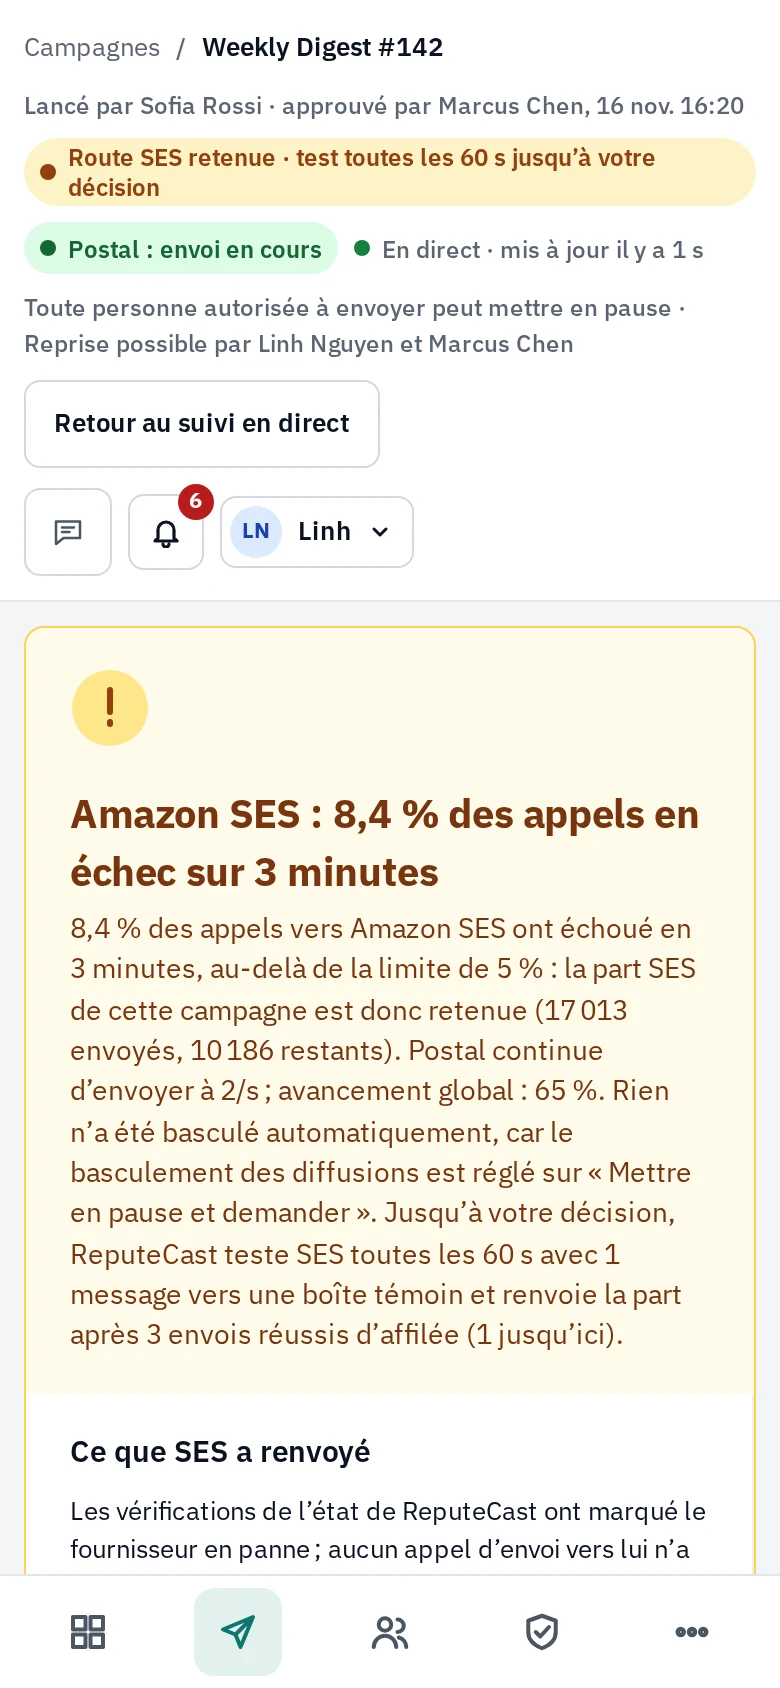 Campagnes / Weekly Digest #142
Lancé par Sofia Rossi · approuvé par Marcus Chen, 16 nov. 16:20
Route SES retenue · test toutes les 60 s jusqu’à votre
décision
Postal : envoi en cours
En direct · mis à jour il y a 1 s
Toute personne autorisée à envoyer peut mettre en pause ·
Reprise possible par Linh Nguyen et Marcus Chen
Retour au suivi en direct
6
LN Linh
Amazon SES : 8,4 % des appels en
échec sur 3 minutes
8,4 % des appels vers Amazon SES ont échoué en
3 minutes, au-delà de la limite de 5 % : la part SES
de cette campagne est donc retenue (17 013
envoyés, 10 186 restants). Postal continue
d’envoyer à 2/s ; avancement global : 65 %. Rien
n’a été basculé automatiquement, car le
basculement des diffusions est réglé sur « Mettre
en pause et demander ». Jusqu’à votre décision,
ReputeCast teste SES toutes les 60 s avec 1
message vers une boîte témoin et renvoie la part
après 3 envois réussis d’affilée (1 jusqu’ici).
Ce que SES a renvoyé
Les vérifications de l’état de ReputeCast ont marqué le
fournisseur en panne ; aucun appel d’envoi vers lui n’a